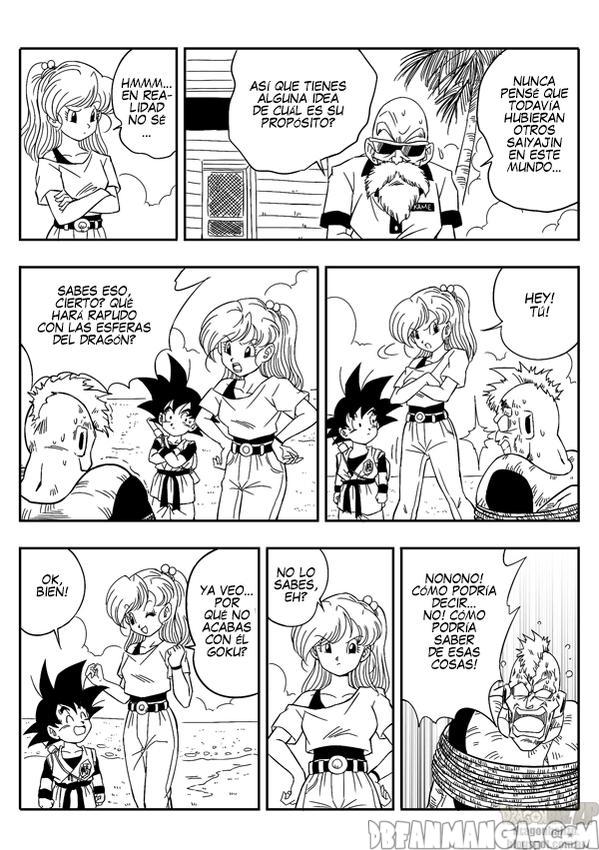 NUNCA
PENSÉ QUE
TODAVÍA
HUBIERAN
OTROS
SAIYAJIN
EN ESTE
MUNDO...
ASÍ QUE TIENES
ALGUNA IDEA
DE CUÁL ES SU
PROPÓSITO?
KAME
HMMM...
...EN REA-
LIDAD
NO SÉ
...
HEY!
TÚ!
SABES ESO,
CIERTO? QUÉ
HARÁ RAPUDO
CON LAS ESFERAS
DEL DRAGÓN?
NONONO!
CÓMO PODRÍA
DECIR...
NO! CÓMO
PODRÍA
SABER
DE ESAS
COSAS!
NO LO
SABES,
EH?
YA VEO...
POR
QUÉ NO
ACABAS
CON ÉL
GOKU?
OK,
BIEN!
DBFANMANGA.COM